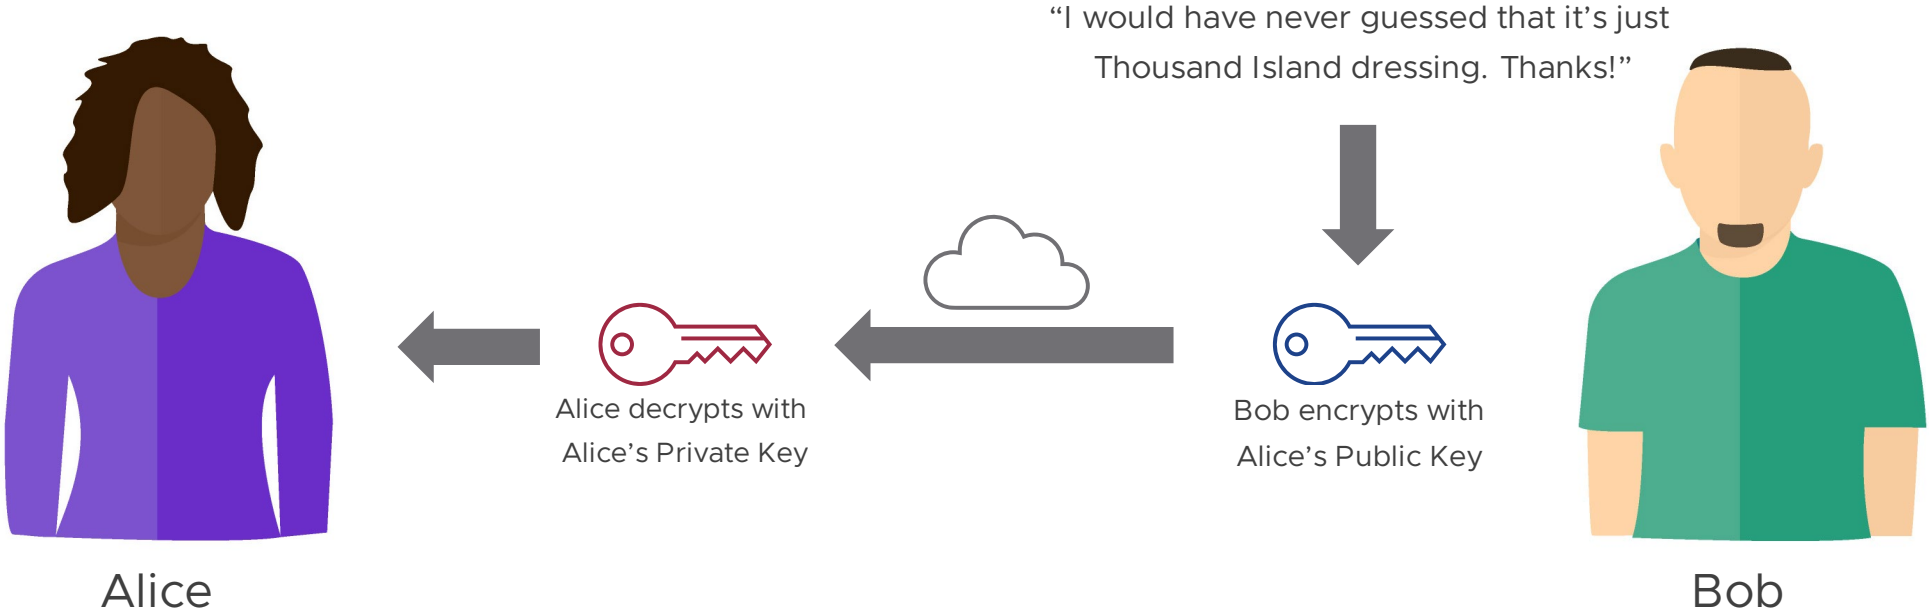 “I would have never guessed that it’s just
Thousand Island dressing. Thanks!”
Alice decrypts with
Alice’s Private Key
Bob encrypts with
Alice’s Public Key
Alice
Bob